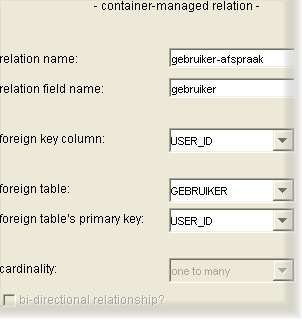 - container-managed relation -
relation name: gebruiker-afspraak
relation field name: gebruiker
foreign key column: USER_ID
foreign table: GEBRUIKER
foreign table's primary key: USER_ID
cardinality: one to many
bi-directional relationship?